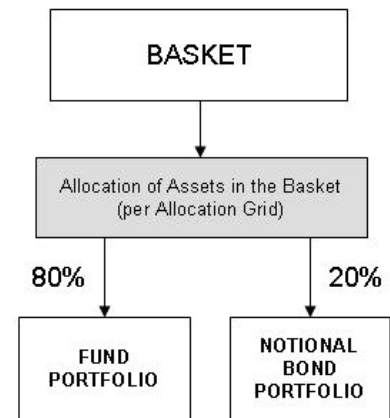 BASKET
Allocation of Assets in the Basket
(per Allocation Grid)
80%
20%
FUND
PORTFOLIO
NOTIONAL
BOND
PORTFOLIO